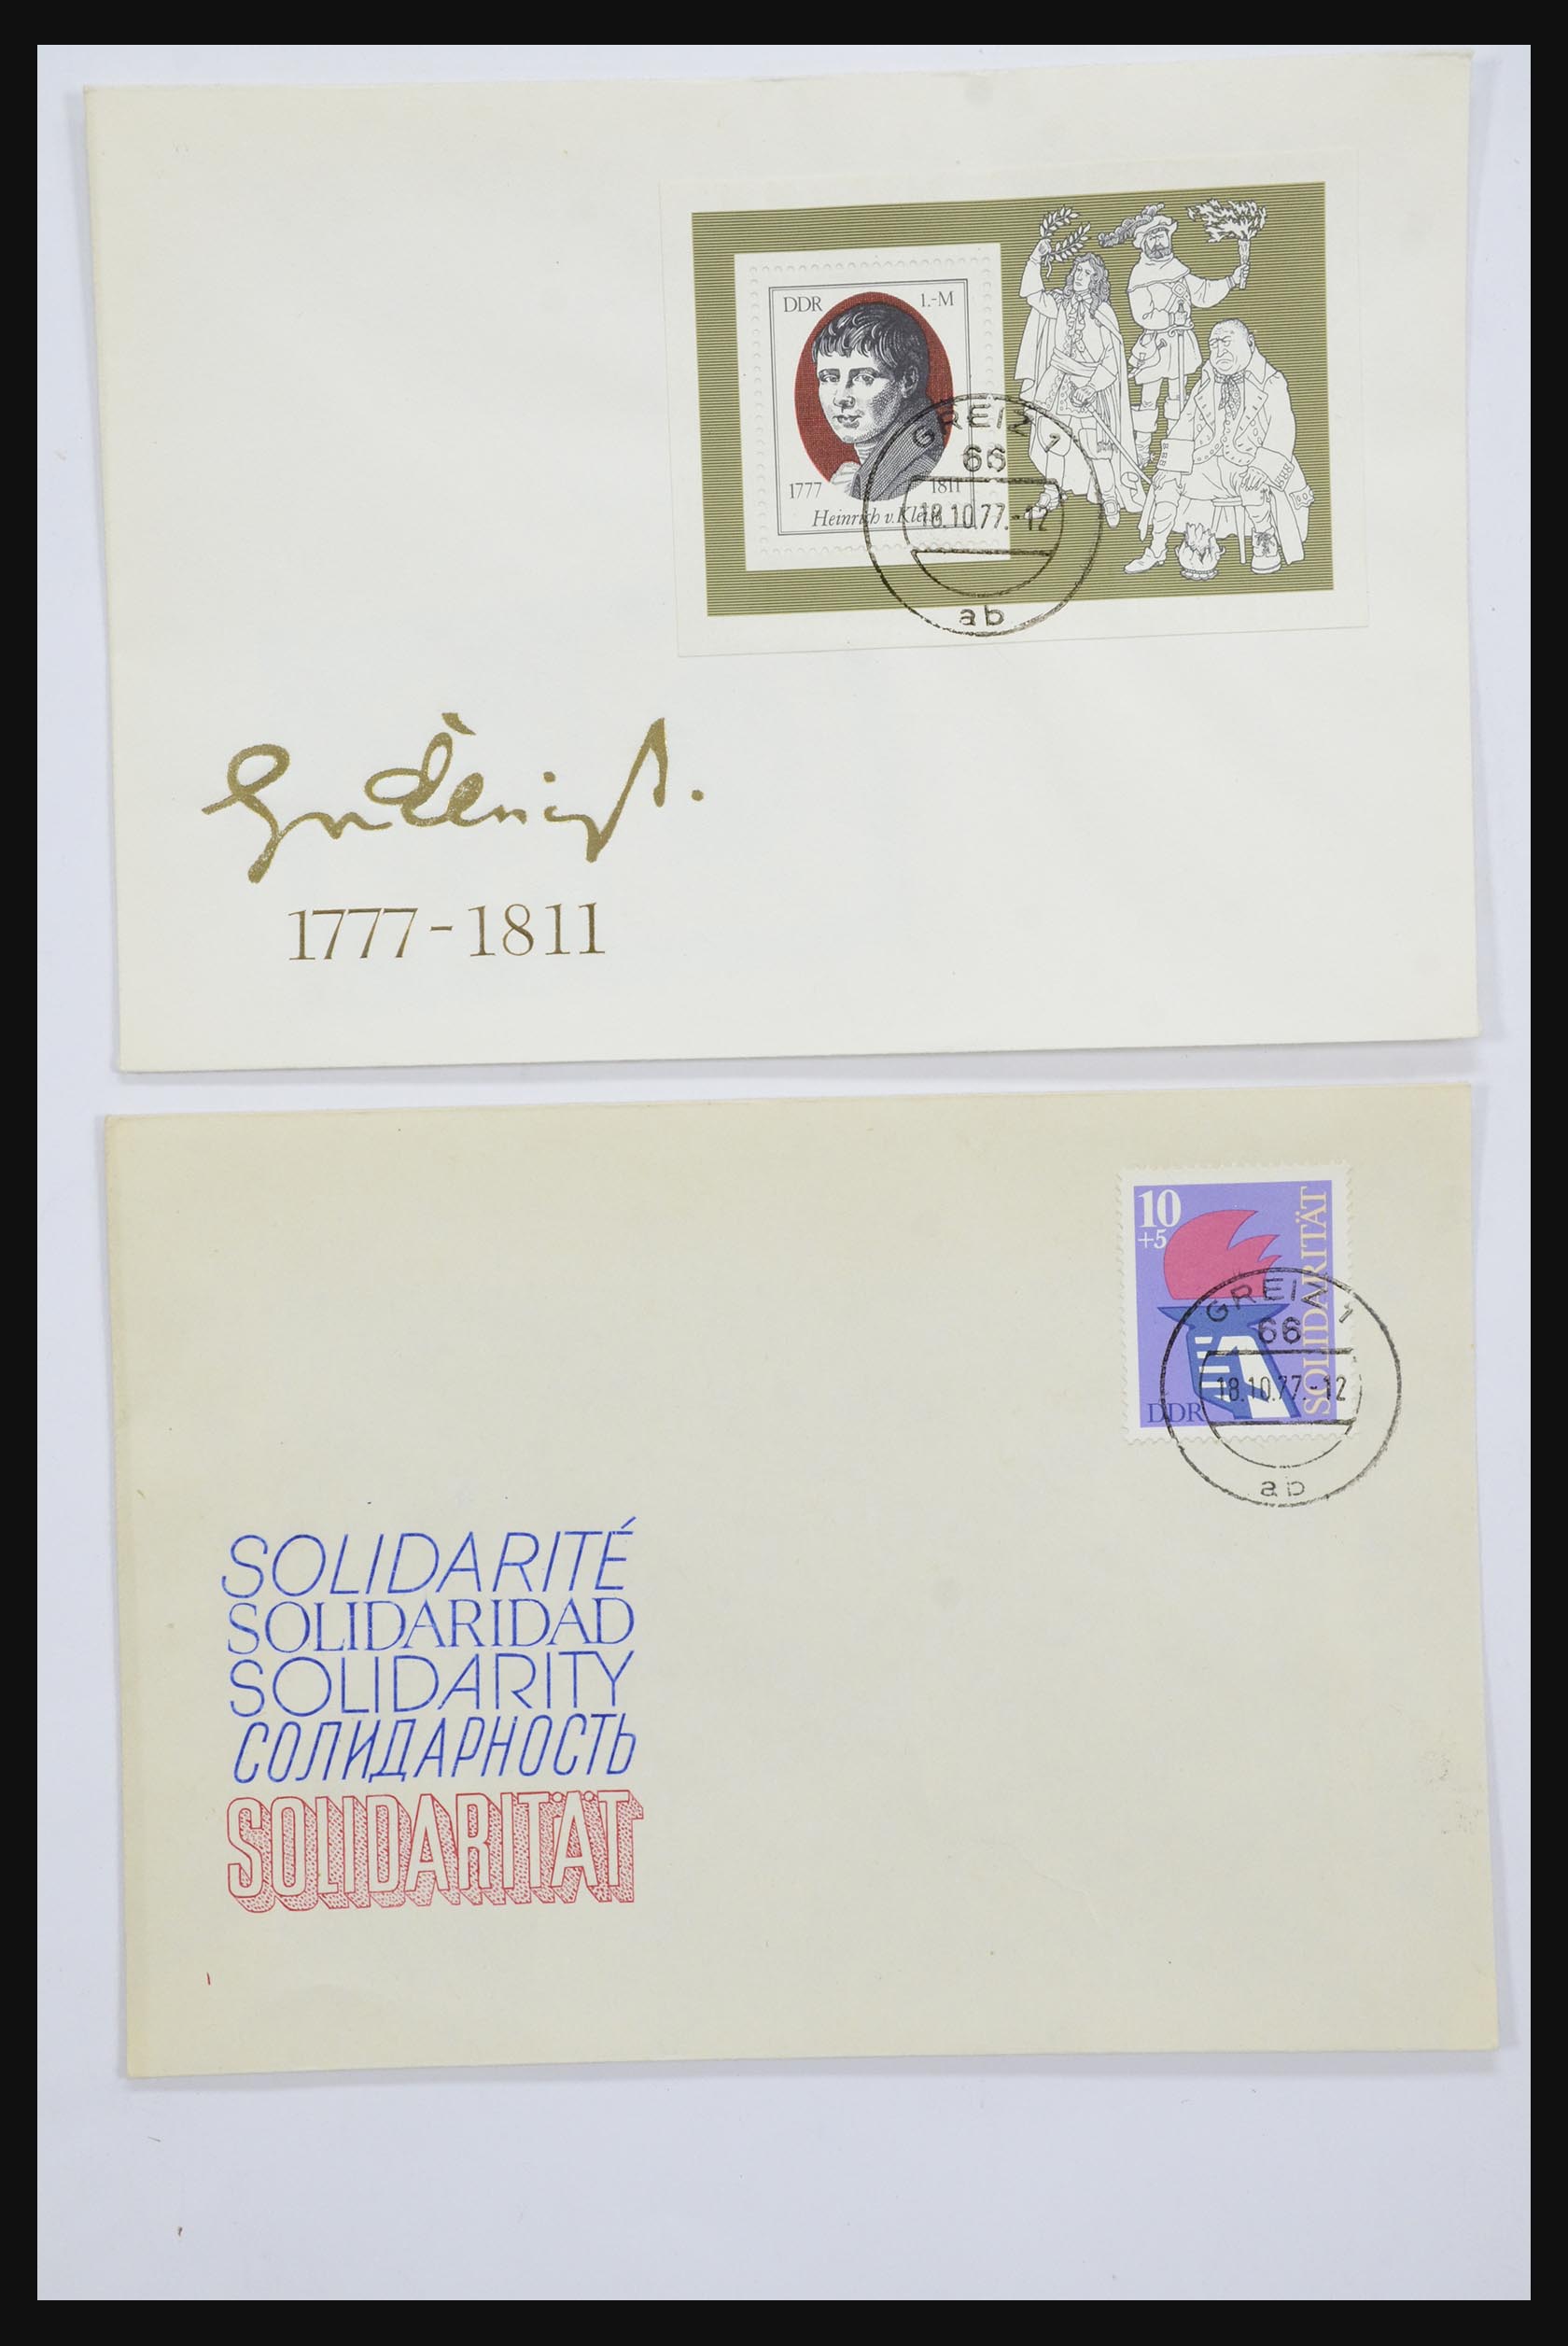 DDR 1.-M
1777 1811
Heinrich v. Kleist
GREIZ 1
66
18.10.77.-12
ab
1777-1811
10
+5
SOLIDARITÄT
DDR
GREIZ 1
66
18.10.77.-12
ab
SOLIDARITÉ
SOLIDARIDAD
SOLIDARITY
СОЛИДАРНОСТЬ
SOLIDARITÄT